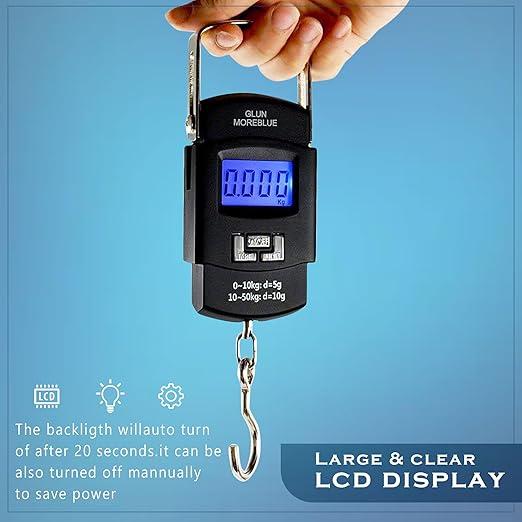 GLUN
MOREBLUE
0.000
Kg
0~10kg: d=5g
10~50kg: d=10g
LCD
The backligth willauto turn
of after 20 seconds.it can be
also turned off mannually
to save power
LARGE & CLEAR
LCD DISPLAY